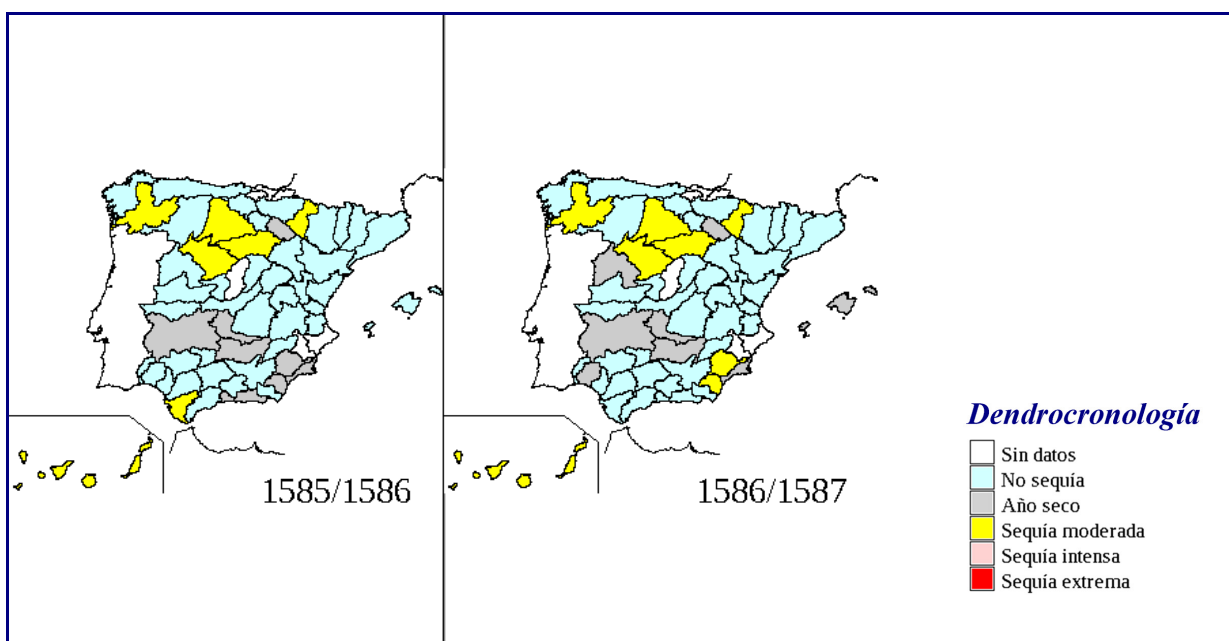 1585/1586
1586/1587
Dendrocronología
Sin datos
No sequía
Año seco
Sequía moderada
Sequía intensa
Sequía extrema